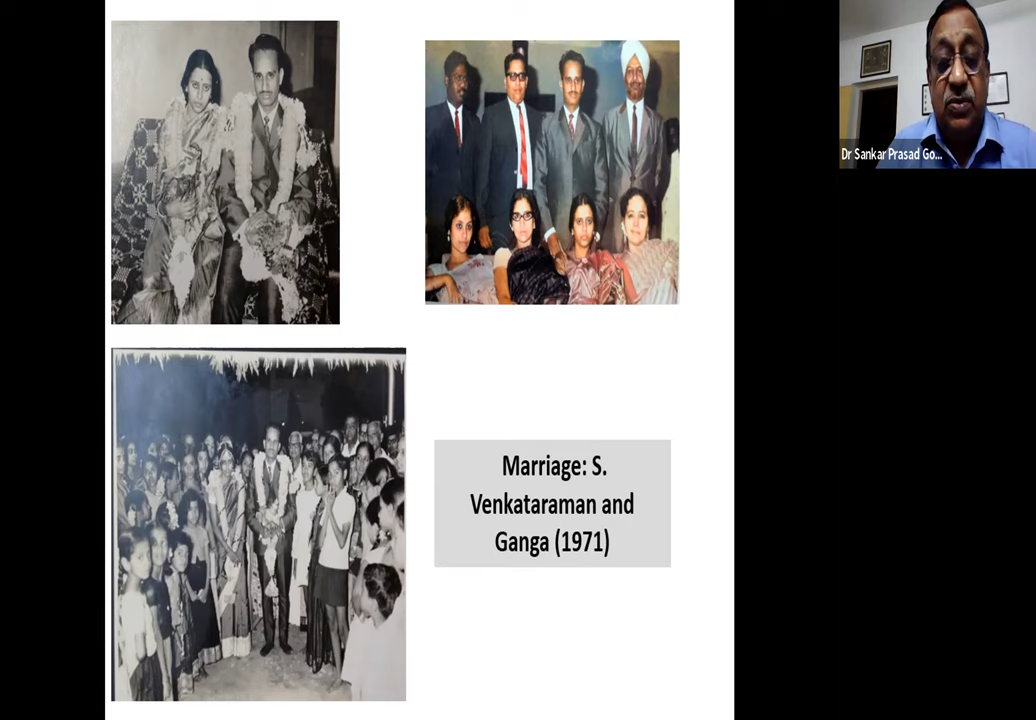 Dr Sankar Prasad Go...
Marriage: S.
Venkataraman and
Ganga (1971)